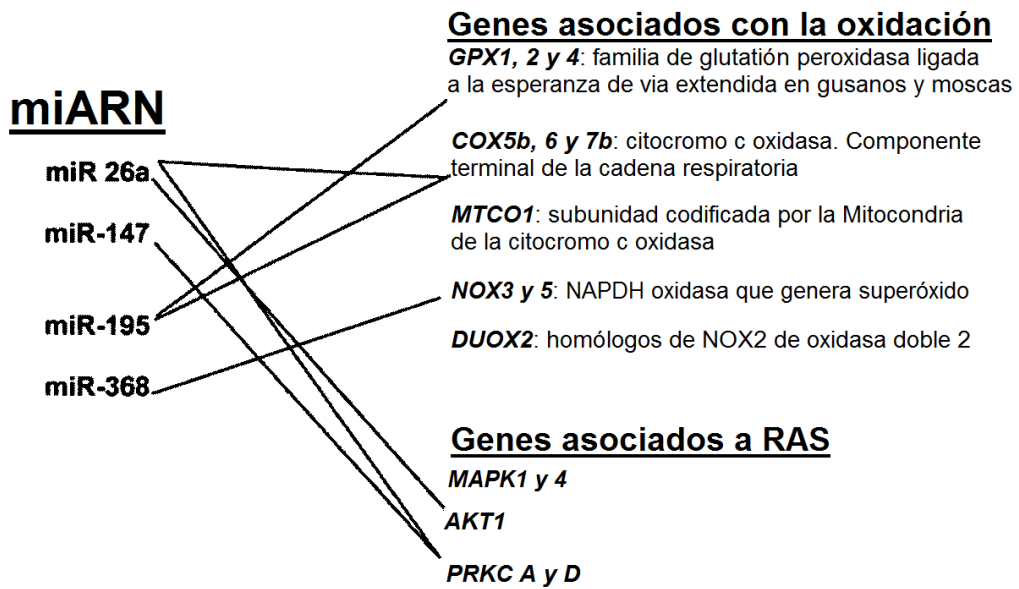 Genes asociados con la oxidación
GPX1, 2 y 4: familia de glutatión peroxidasa ligada
a la esperanza de via extendida en gusanos y moscas
miARN
COX5b, 6 y 7b: citocromo c oxidasa. Componente
terminal de la cadena respiratoria
miR 26a
MTCO1: subunidad codificada por la Mitocondria
de la citocromo c oxidasa
miR-147
NOX3 y 5: NAPDH oxidasa que genera superóxido
miR-195
DUOX2: homólogos de NOX2 de oxidasa doble 2
miR-368
Genes asociados a RAS
MAPK1 y 4
AKT1
PRKC A y D